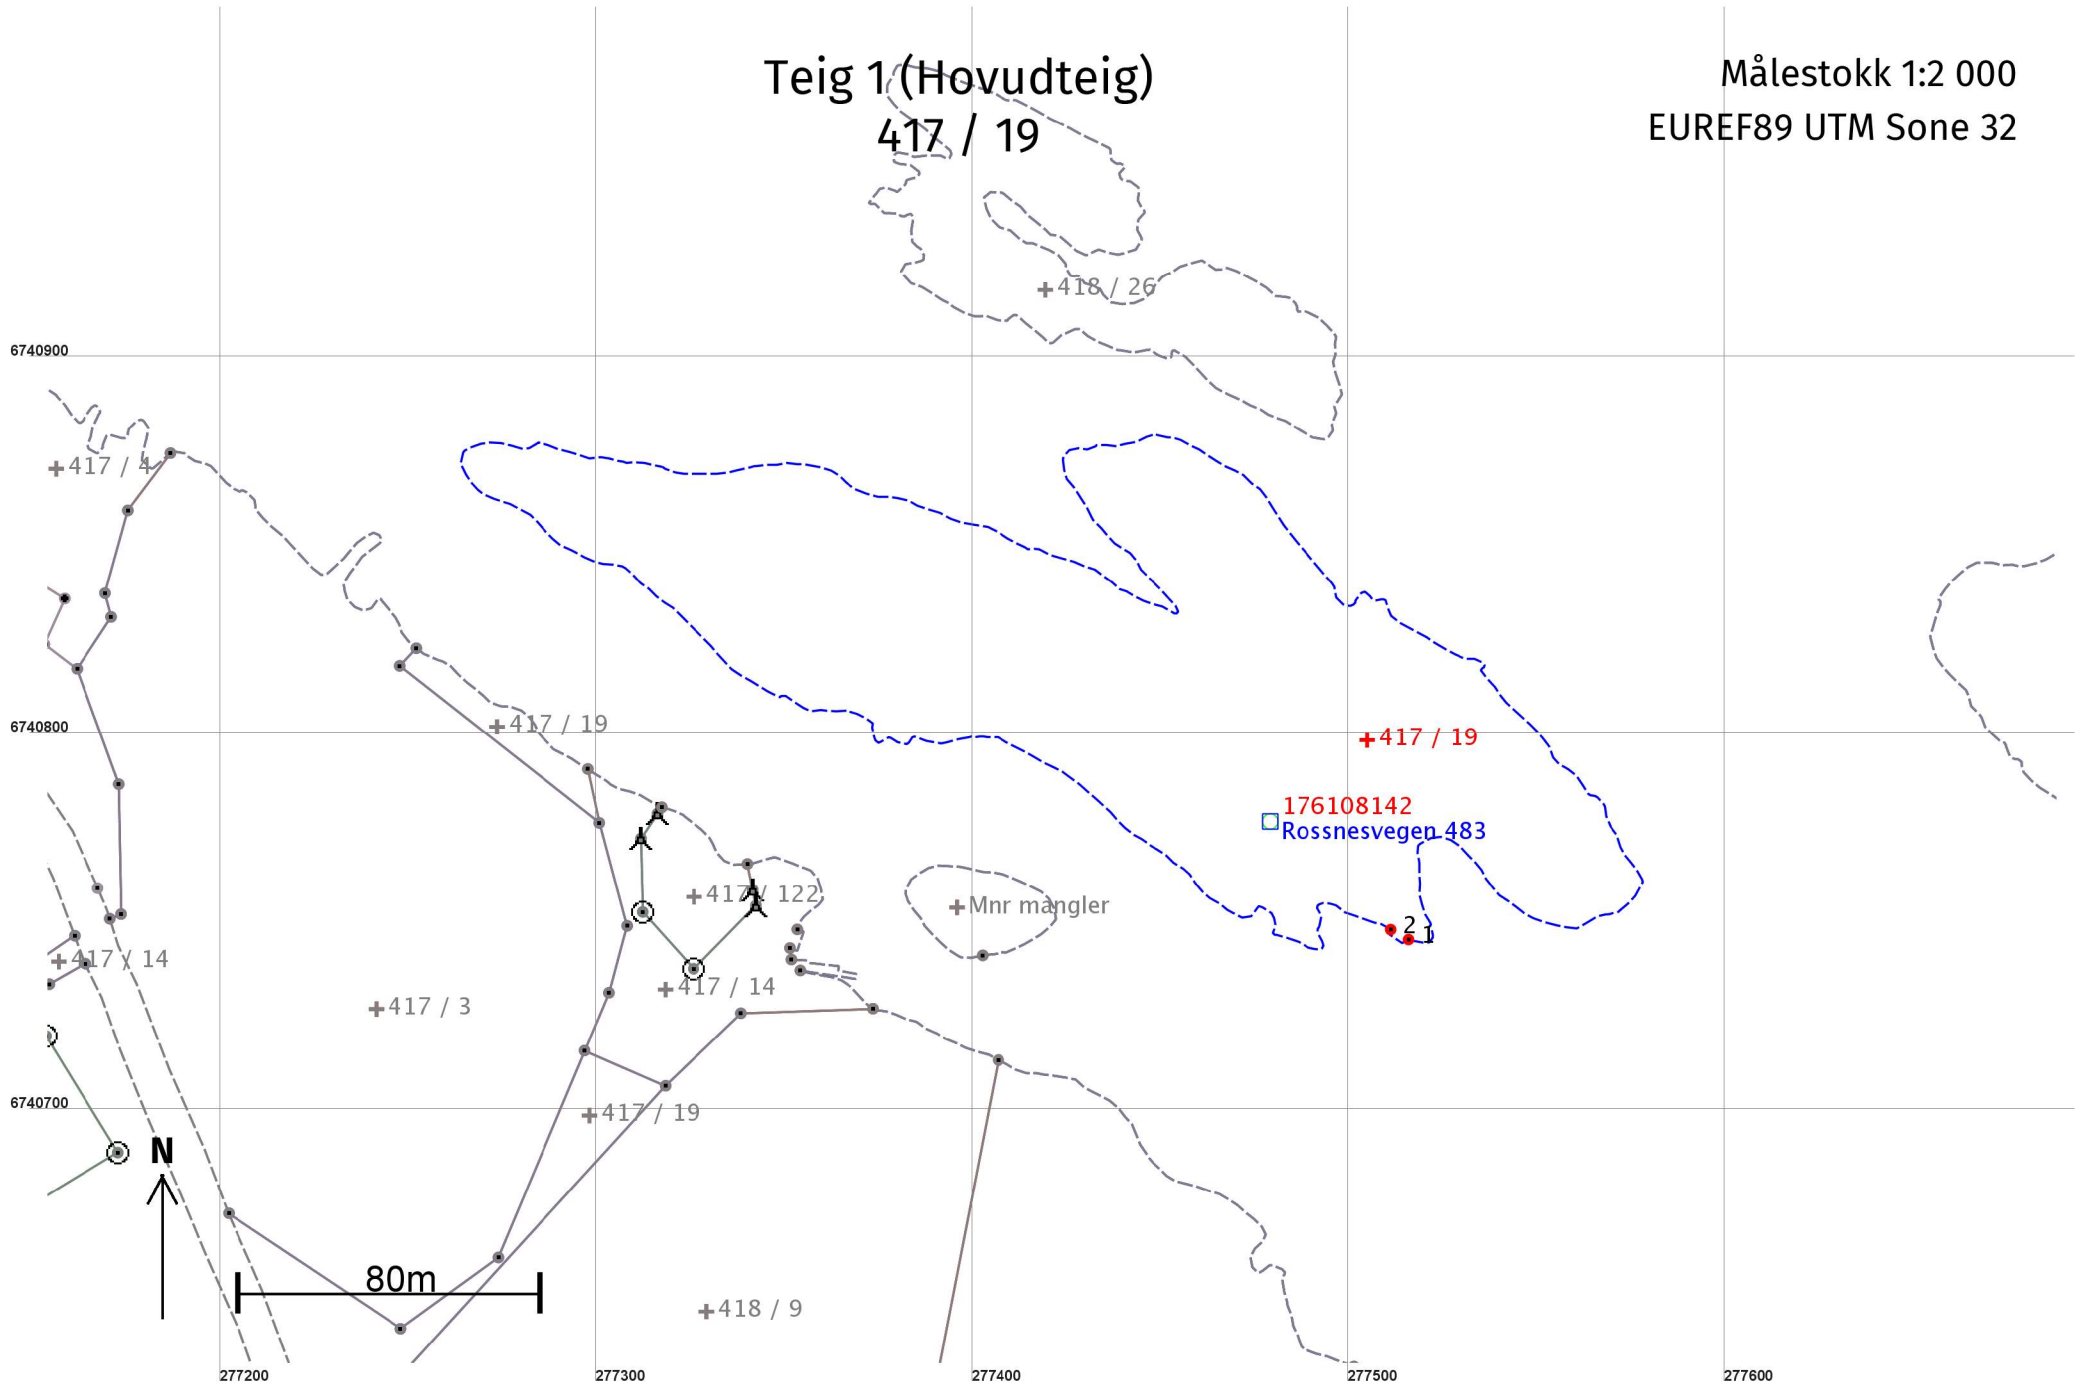 Teig 1 (Hovudteig)
417 / 19
Målestokk 1:2 000
EUREF89 UTM Sone 32
418 / 26
6740900
417 / 4
417 / 19
6740800
417 / 19
176108142
Rossnesvegen 483
417 / 122
Mnr mangler
2
1
417 / 14
417 / 14
417 / 3
6740700
417 / 19
N
80m
418 / 9
277200
277300
277400
277500
277600